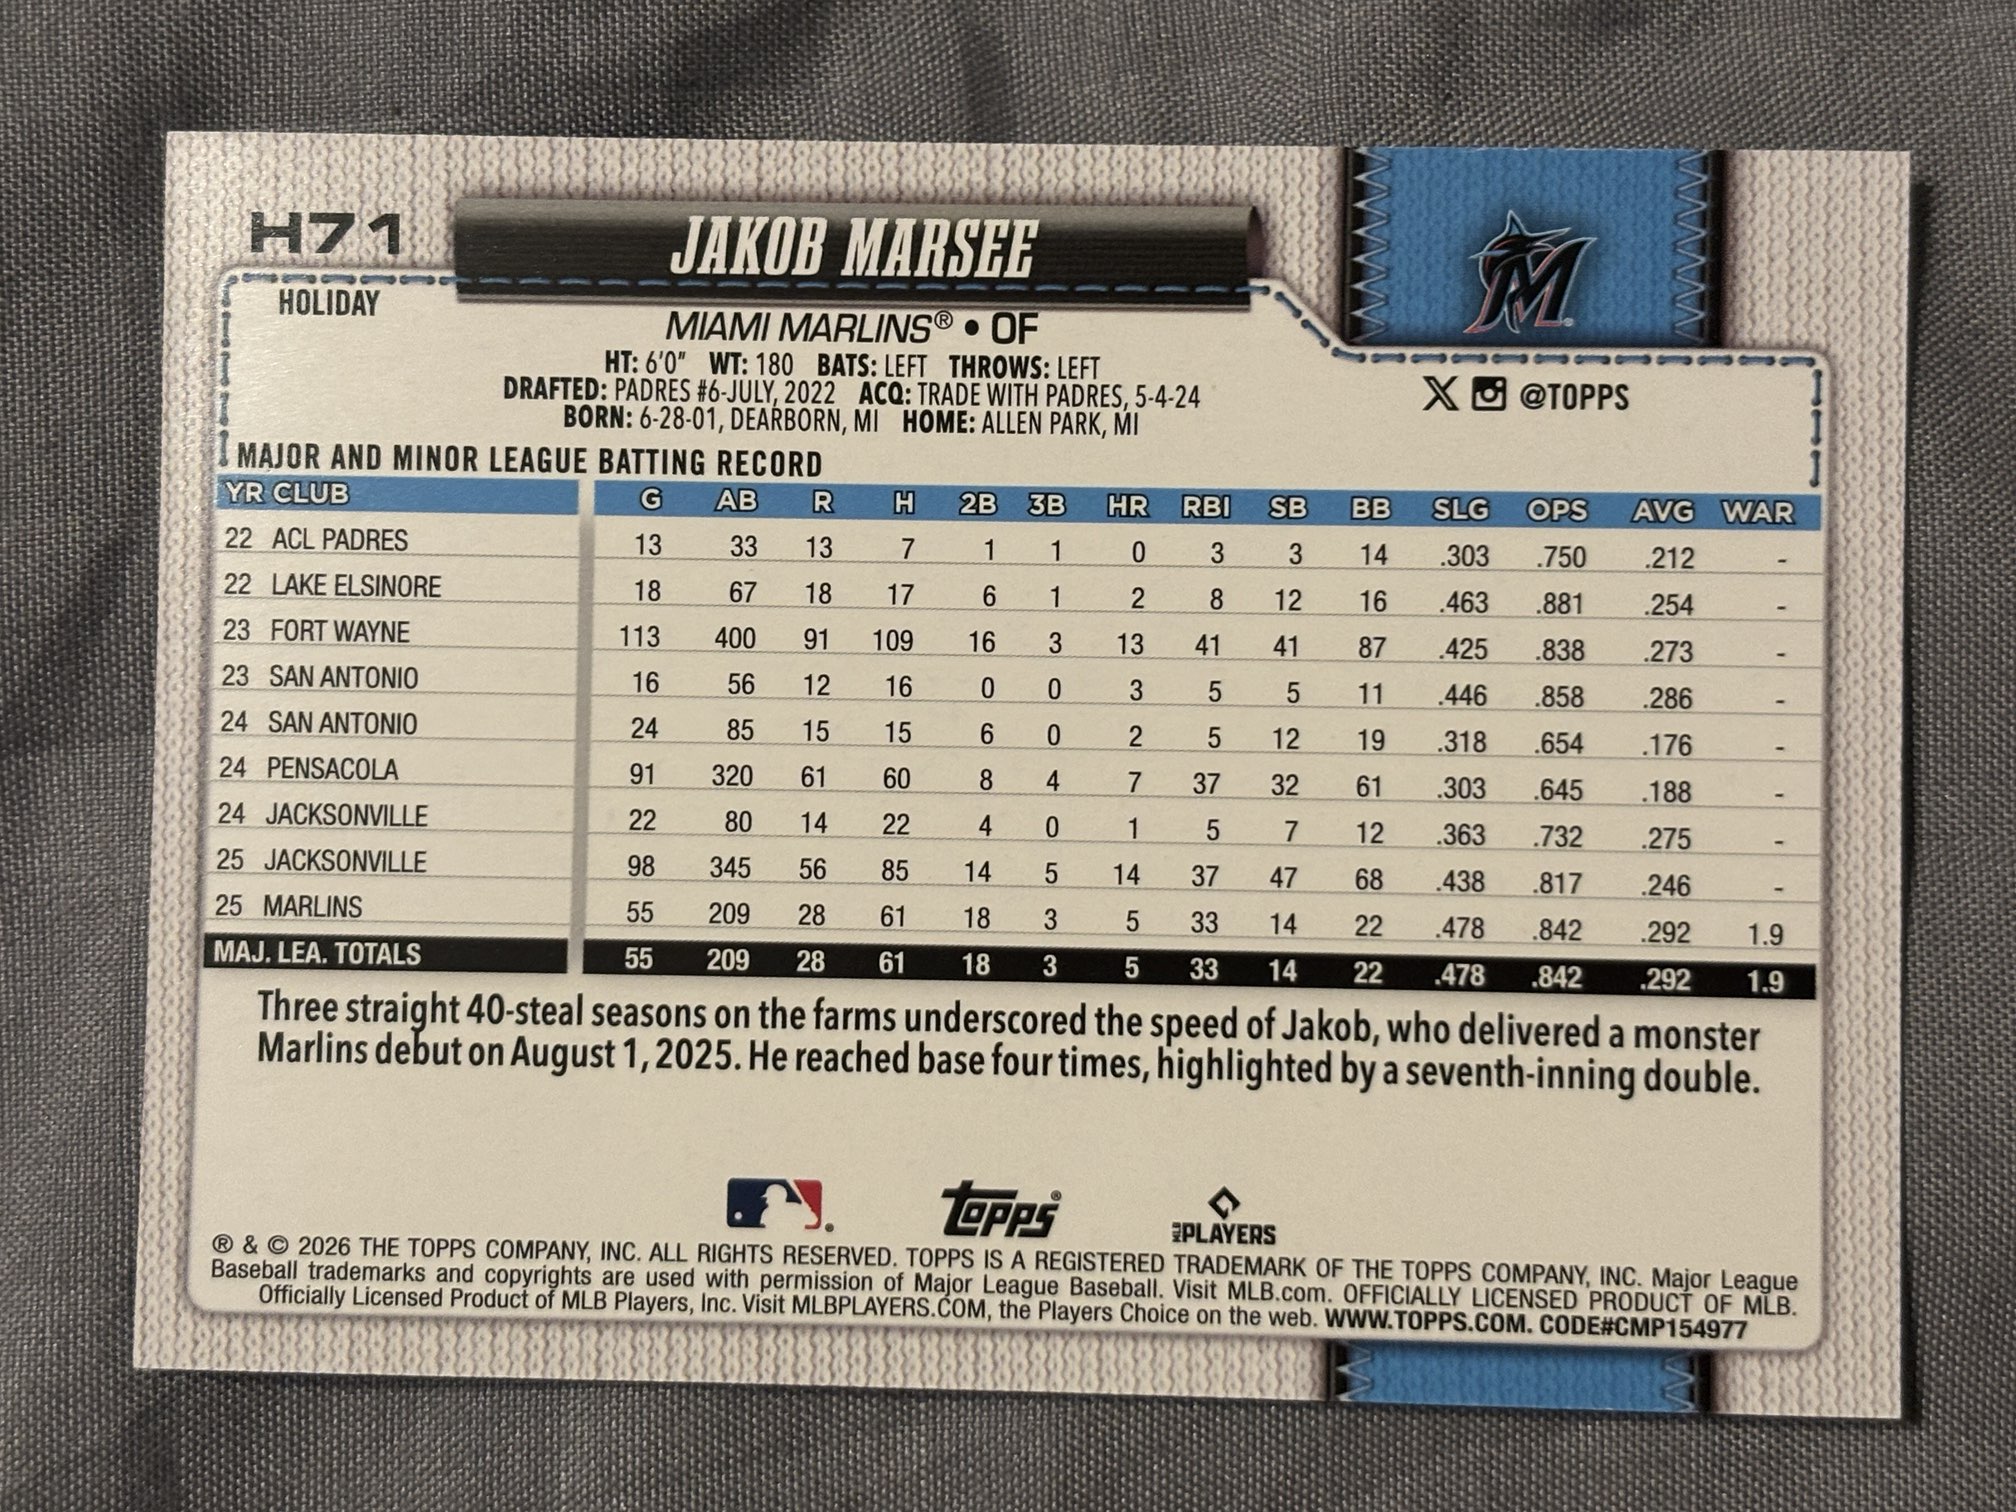 H71
JAKOB MARSEE
HOLIDAY
MIAMI MARLINS® • OF
HT: 6'0" WT: 180 BATS: LEFT THROWS: LEFT
DRAFTED: PADRES #6-JULY, 2022 ACQ: TRADE WITH PADRES, 5-4-24
BORN: 6-28-01, DEARBORN, MI HOME: ALLEN PARK, MI
M
@TOPPS
MAJOR AND MINOR LEAGUE BATTING RECORD
YR CLUB G AB R H 2B 3B HR RBI SB BB SLG OPS AVG WAR
22 ACL PADRES 13 33 13 7 1 1 0 3 3 14 .303 .750 .212 -
22 LAKE ELSINORE 18 67 18 17 6 1 2 8 12 16 .463 .881 .254 -
23 FORT WAYNE 113 400 91 109 16 3 13 41 41 87 .425 .838 .273 -
23 SAN ANTONIO 16 56 12 16 0 0 3 5 5 11 .446 .858 .286 -
24 SAN ANTONIO 24 85 15 15 6 0 2 5 12 19 .318 .654 .176 -
24 PENSACOLA 91 320 61 60 8 4 7 37 32 61 .303 .645 .188 -
24 JACKSONVILLE 22 80 14 22 4 0 1 5 7 12 .363 .732 .275 -
25 JACKSONVILLE 98 345 56 85 14 5 14 37 47 68 .438 .817 .246 -
25 MARLINS 55 209 28 61 18 3 5 33 14 22 .478 .842 .292 1.9
MAJ. LEA. TOTALS 55 209 28 61 18 3 5 33 14 22 .478 .842 .292 1.9
Three straight 40-steal seasons on the farms underscored the speed of Jakob, who delivered a monster
Marlins debut on August 1, 2025. He reached base four times, highlighted by a seventh-inning double.
Topps®
MLB PLAYERS
® & © 2026 THE TOPPS COMPANY, INC. ALL RIGHTS RESERVED. TOPPS IS A REGISTERED TRADEMARK OF THE TOPPS COMPANY, INC. Major League
Baseball trademarks and copyrights are used with permission of Major League Baseball. Visit MLB.com. OFFICIALLY LICENSED PRODUCT OF MLB.
Officially Licensed Product of MLB Players, Inc. Visit MLBPLAYERS.COM, the Players Choice on the web. WWW.TOPPS.COM. CODE#CMP154977